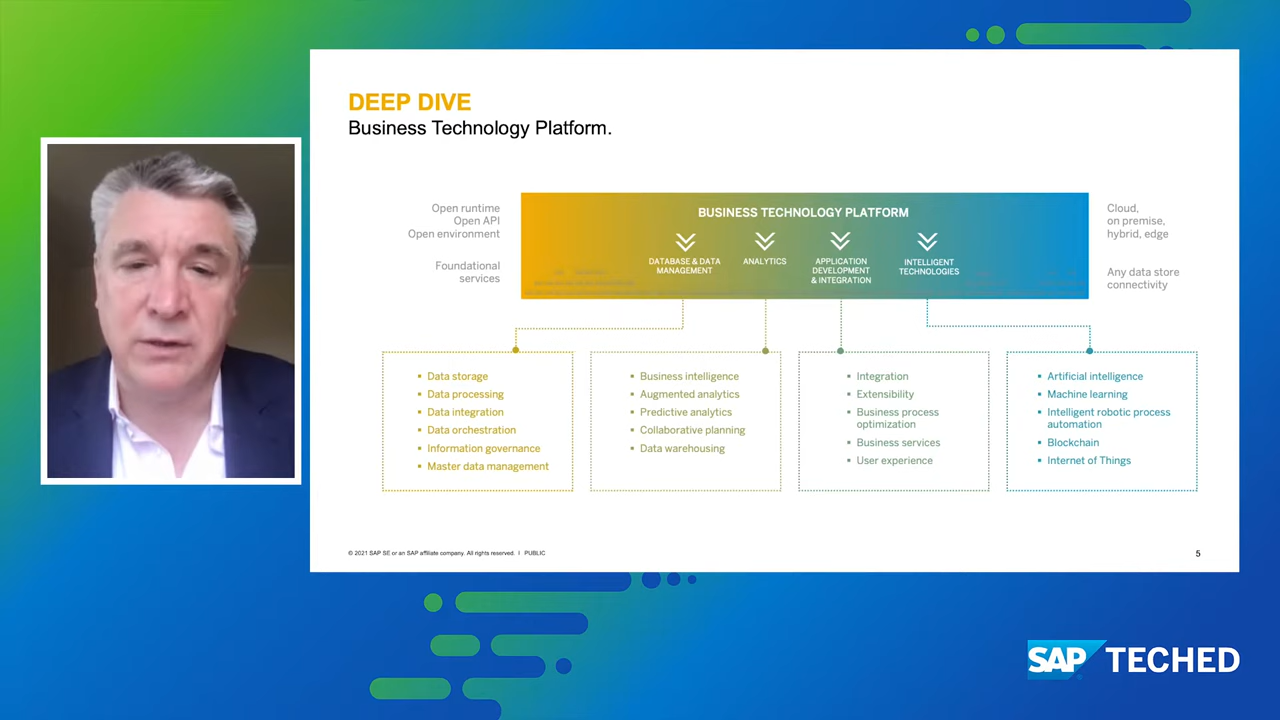 DEEP DIVE
Business Technology Platform.
Open runtime
Open API
Open environment
Foundational
services
BUSINESS TECHNOLOGY PLATFORM
DATABASE & DATA
MANAGEMENT
ANALYTICS
APPLICATION
DEVELOPMENT
& INTEGRATION
INTELLIGENT
TECHNOLOGIES
Cloud,
on premise,
hybrid, edge
Any data store
connectivity
▪ Data storage
▪ Data processing
▪ Data integration
▪ Data orchestration
▪ Information governance
▪ Master data management
▪ Business intelligence
▪ Augmented analytics
▪ Predictive analytics
▪ Collaborative planning
▪ Data warehousing
▪ Integration
▪ Extensibility
▪ Business process
optimization
▪ Business services
▪ User experience
▪ Artificial intelligence
▪ Machine learning
▪ Intelligent robotic process
automation
▪ Blockchain
▪ Internet of Things
© 2021 SAP SE or an SAP affiliate company. All rights reserved. | PUBLIC
5
SAP TECHED